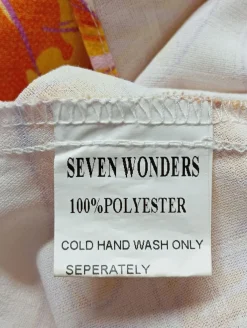 SEVEN WONDERS
100%POLYESTER
COLD HAND WASH ONLY
SEPERATELY